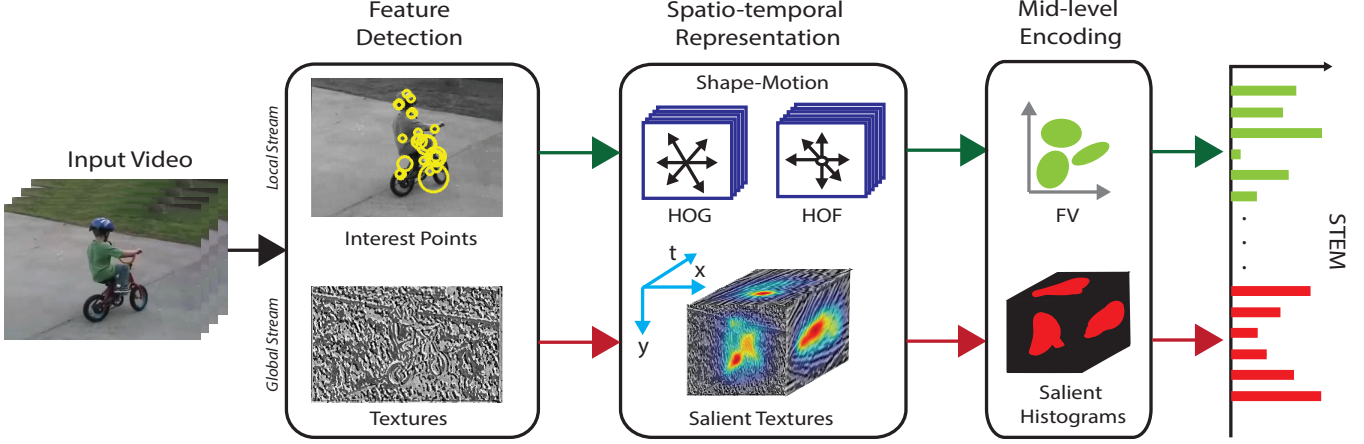 Feature
Detection
Spatio-temporal
Representation
Mid-level
Encoding
Input Video
Local Stream
Interest Points
Global Stream
Textures
Shape-Motion
HOG
HOF
t
x
y
Salient Textures
FV
Salient
Histograms
STEM